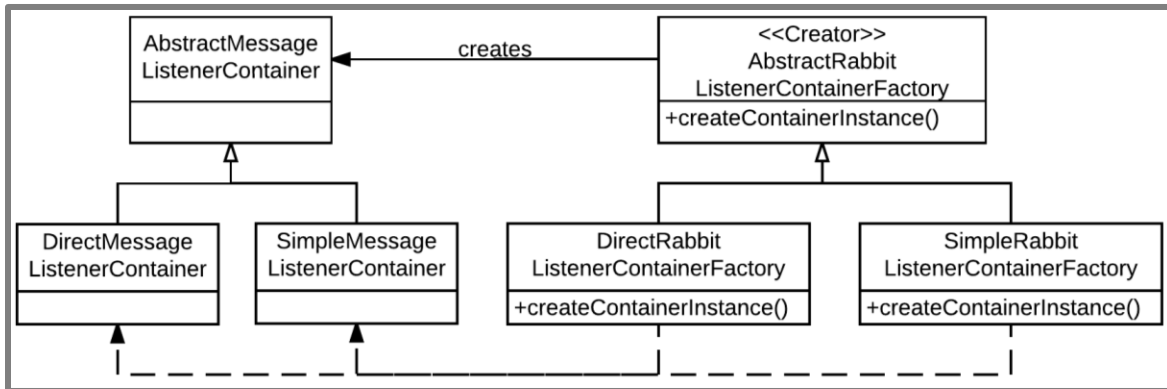 AbstractMessage
ListenerContainer
creates
<<Creator>>
AbstractRabbit
ListenerContainerFactory
+createContainerInstance()
DirectMessage
ListenerContainer
SimpleMessage
ListenerContainer
DirectRabbit
ListenerContainerFactory
+createContainerInstance()
SimpleRabbit
ListenerContainerFactory
+createContainerInstance()